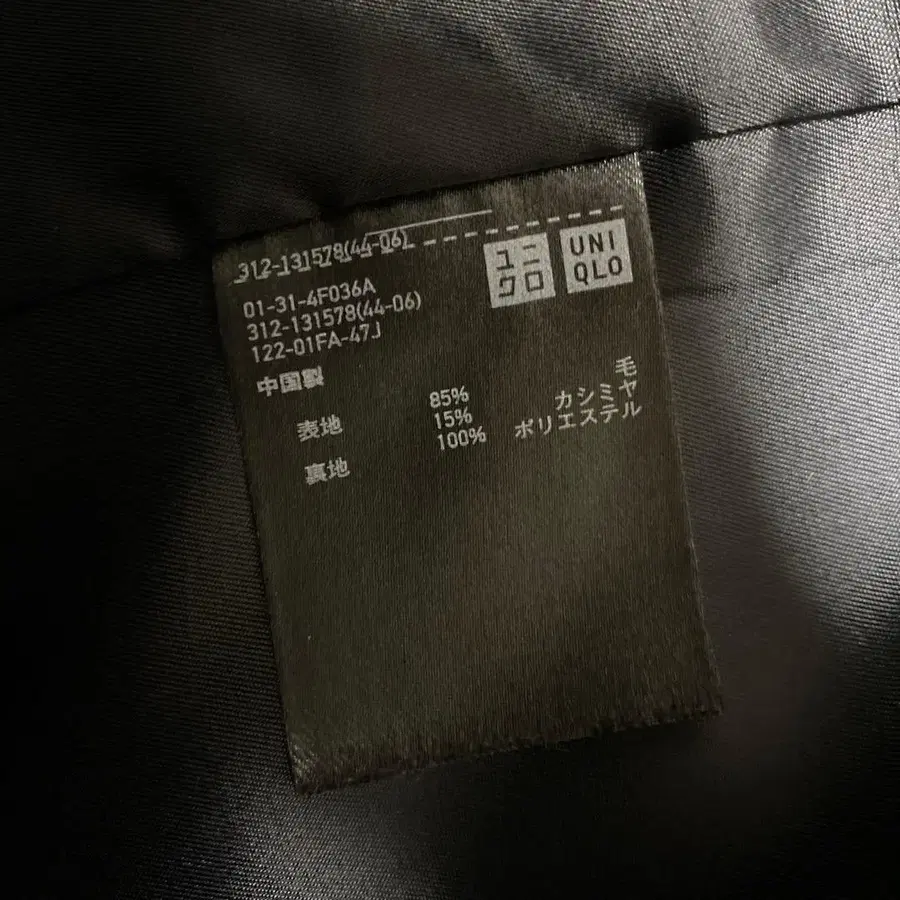 312-131578(44-06)
ユニ
クロ
UNI
QLO
01-31-4F036A
312-131578(44-06)
122-01FA-47J
中国製
表地 85% 毛
15% カシミヤ
裏地 100% ポリエステル